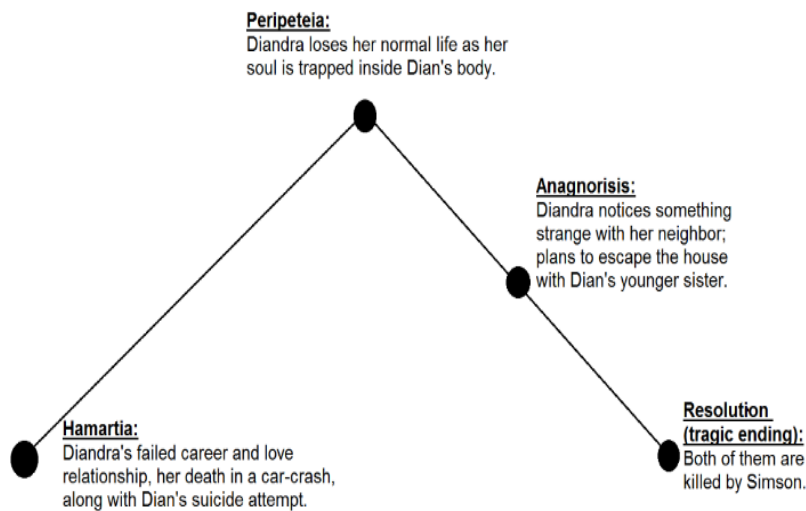 Peripeteia:
Diandra loses her normal life as her
soul is trapped inside Dian's body.
Anagnorisis:
Diandra notices something
strange with her neighbor;
plans to escape the house
with Dian's younger sister.
Hamartia:
Diandra's failed career and love
relationship, her death in a car-crash,
along with Dian's suicide attempt.
Resolution
(tragic ending):
Both of them are
killed by Simson.